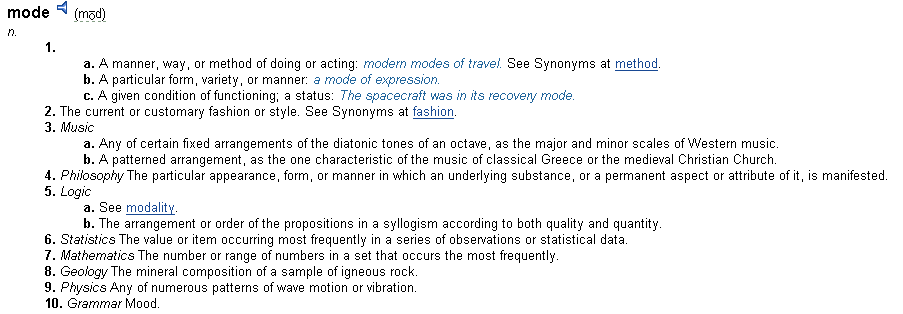 mode (mōd)
n.
1.
a. A manner, way, or method of doing or acting: modern modes of travel. See Synonyms at method.
b. A particular form, variety, or manner: a mode of expression.
c. A given condition of functioning; a status: The spacecraft was in its recovery mode.
2. The current or customary fashion or style. See Synonyms at fashion.
3. Music
a. Any of certain fixed arrangements of the diatonic tones of an octave, as the major and minor scales of Western music.
b. A patterned arrangement, as the one characteristic of the music of classical Greece or the medieval Christian Church.
4. Philosophy The particular appearance, form, or manner in which an underlying substance, or a permanent aspect or attribute of it, is manifested.
5. Logic
a. See modality.
b. The arrangement or order of the propositions in a syllogism according to both quality and quantity.
6. Statistics The value or item occurring most frequently in a series of observations or statistical data.
7. Mathematics The number or range of numbers in a set that occurs the most frequently.
8. Geology The mineral composition of a sample of igneous rock.
9. Physics Any of numerous patterns of wave motion or vibration.
10. Grammar Mood.